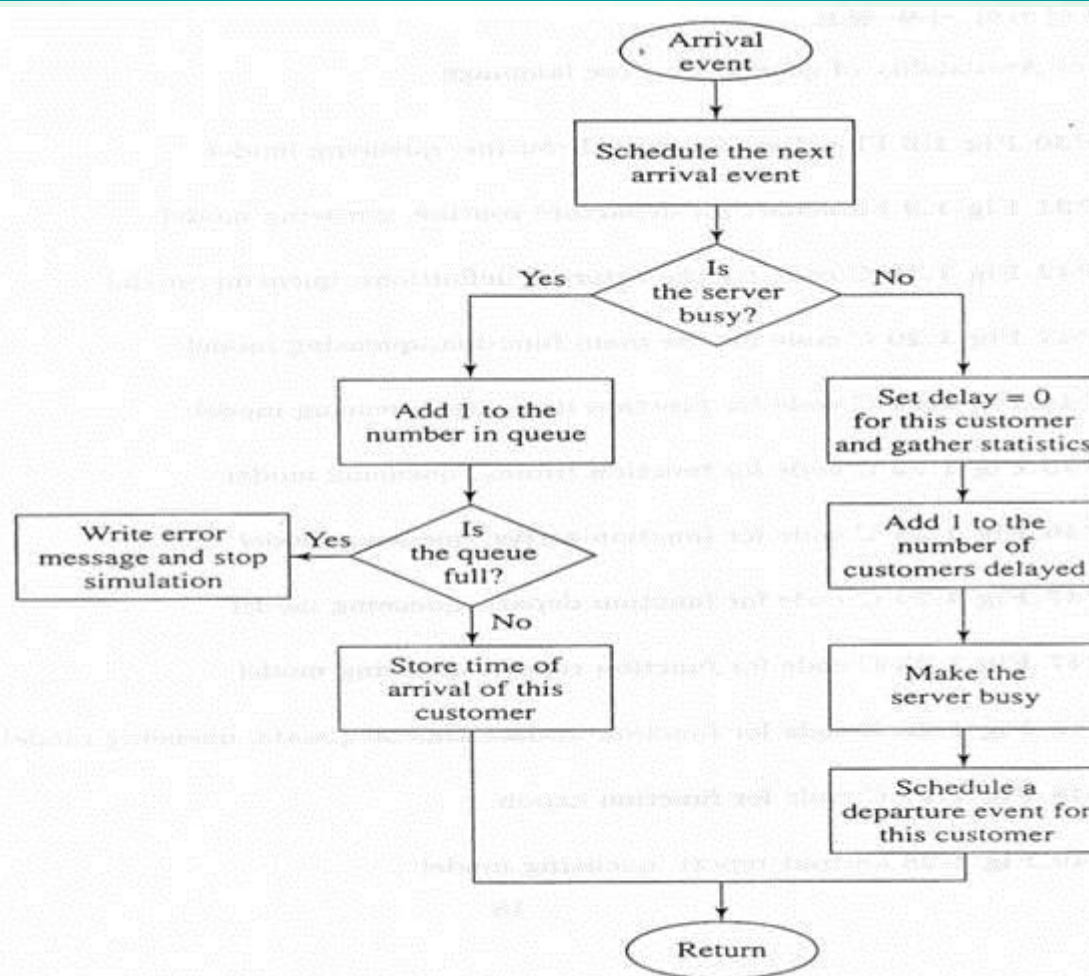 Arrival
event
Schedule the next
arrival event
Is
the server
busy?
Yes
No
Add 1 to the
number in queue
Set delay = 0
for this customer
and gather statistics
Is
the queue
full?
Yes
Write error
message and stop
simulation
No
Add 1 to the
number of
customers delayed
Store time of
arrival of this
customer
Make the
server busy
Schedule a
departure event for
this customer
Return